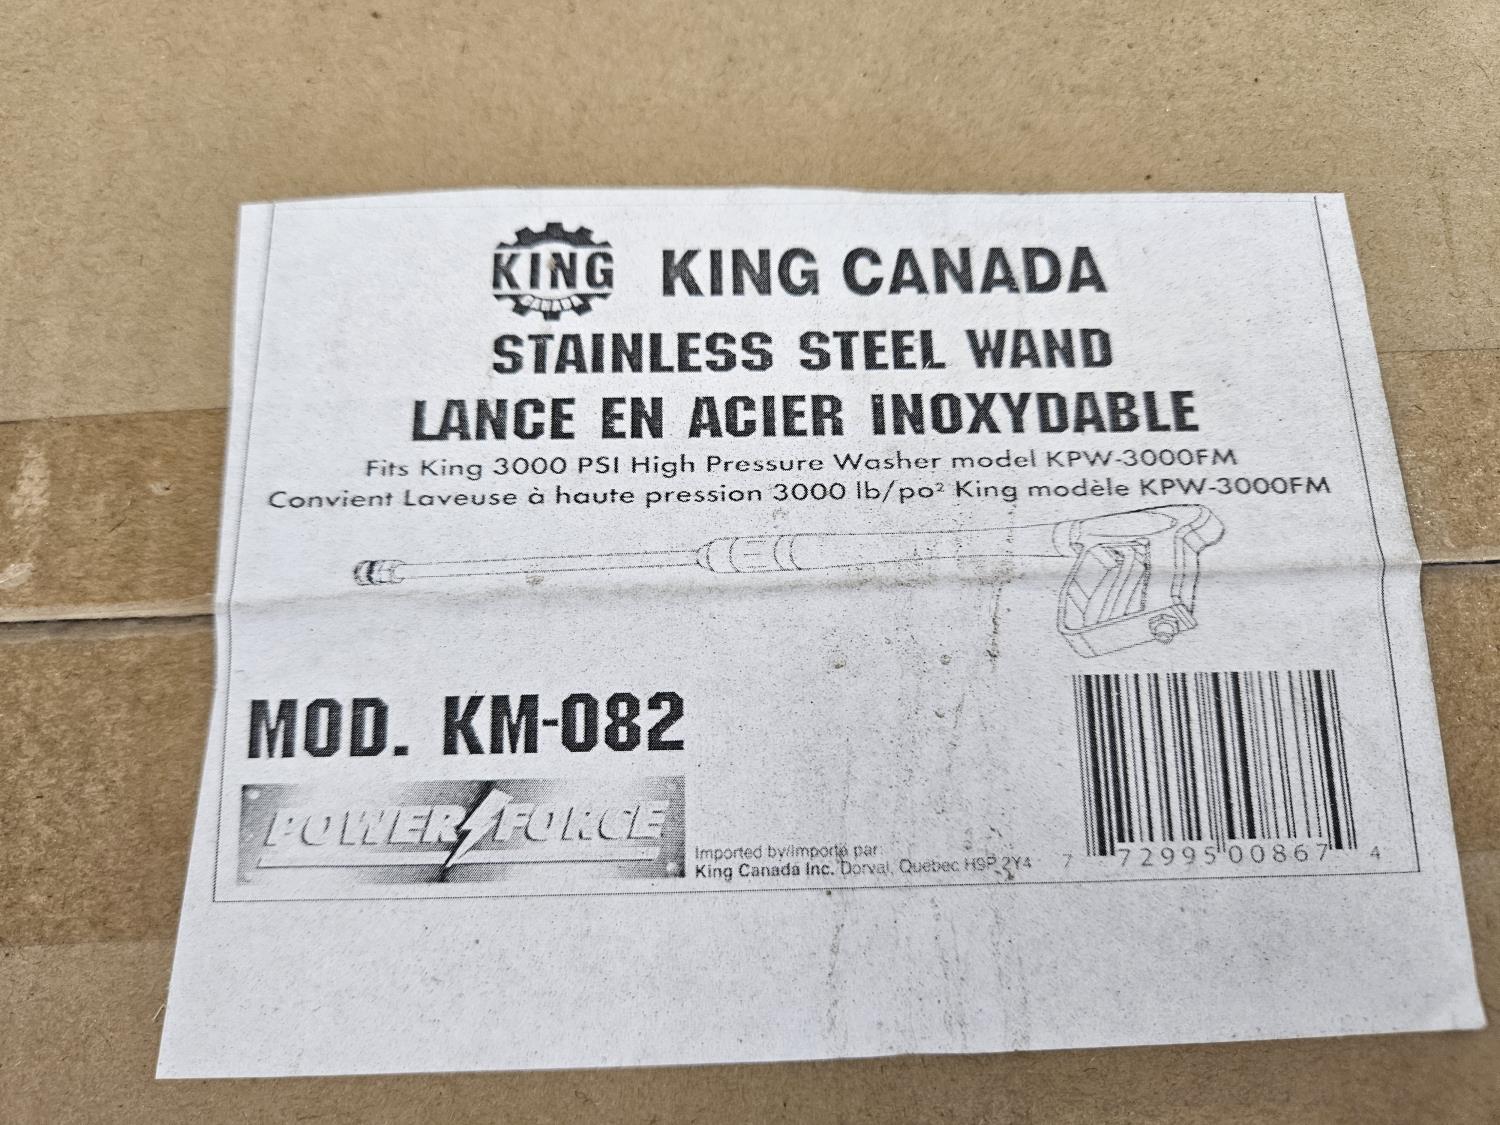 KING
CANADA
KING CANADA
STAINLESS STEEL WAND
LANCE EN ACIER INOXYDABLE
Fits King 3000 PSI High Pressure Washer model KPW-3000FM
Convient Laveuse à haute pression 3000 lb/po² King modèle KPW-3000FM
MOD. KM-082
POWER FORCE
Imported by/Importé par:
King Canada Inc. Dorval, Quebec H9P 2Y4
7 72995 00867 4